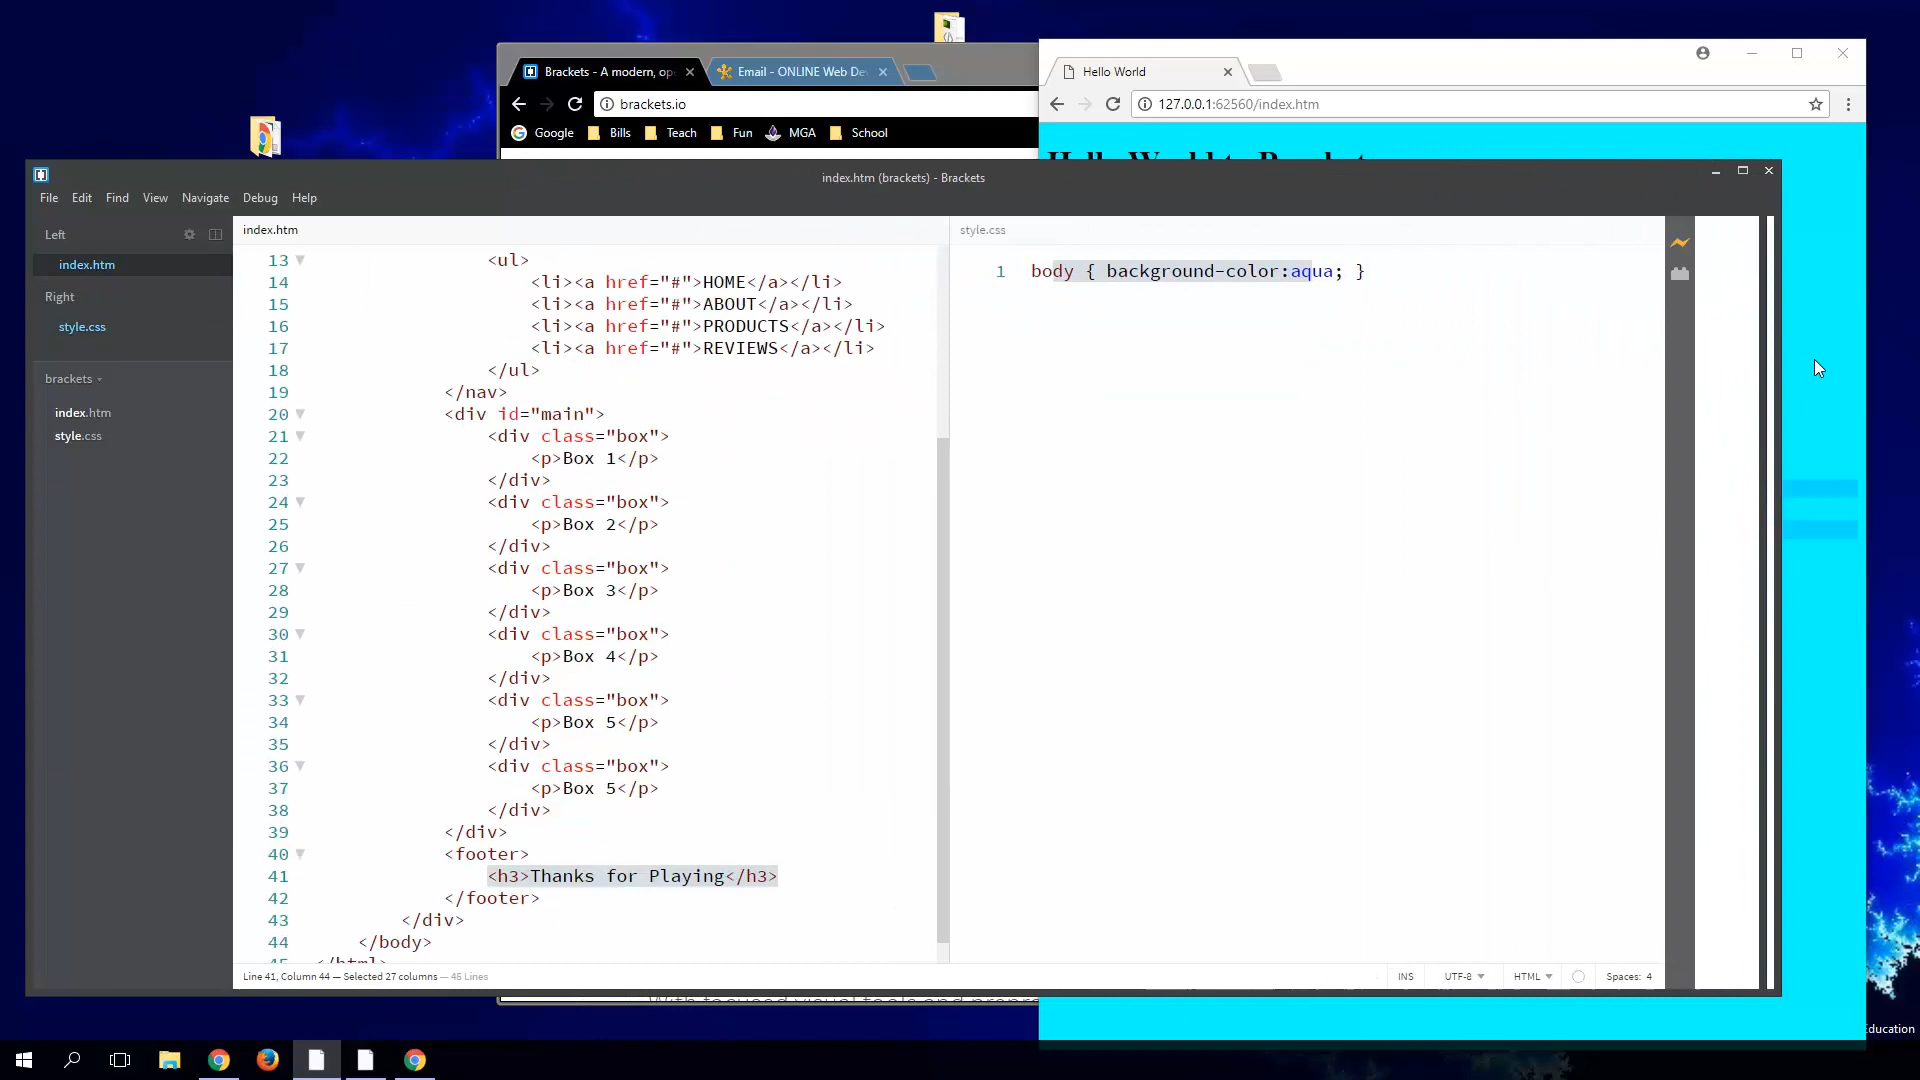 Brackets - A modern, op
Email - ONLINE Web De
brackets.io
Google
Bills
Teach
Fun
MGA
School
Hello World
127.0.0.1:62560/index.htm
index.htm (brackets) - Brackets
File Edit Find View Navigate Debug Help
Left
index.htm
Right
style.css
brackets
index.htm
style.css
index.htm
13 <ul>
14 <li><a href="#">HOME</a></li>
15 <li><a href="#">ABOUT</a></li>
16 <li><a href="#">PRODUCTS</a></li>
17 <li><a href="#">REVIEWS</a></li>
18 </ul>
19 </nav>
20 <div id="main">
21 <div class="box">
22 <p>Box 1</p>
23 </div>
24 <div class="box">
25 <p>Box 2</p>
26 </div>
27 <div class="box">
28 <p>Box 3</p>
29 </div>
30 <div class="box">
31 <p>Box 4</p>
32 </div>
33 <div class="box">
34 <p>Box 5</p>
35 </div>
36 <div class="box">
37 <p>Box 5</p>
38 </div>
39 </div>
40 <footer>
41 <h3>Thanks for Playing</h3>
42 </footer>
43 </div>
44 </body>
45 </html>
style.css
1 body { background-color:aqua; }
Line 41, Column 44 — Selected 27 columns — 45 Lines
INS UTF-8 HTML Spaces: 4
Education